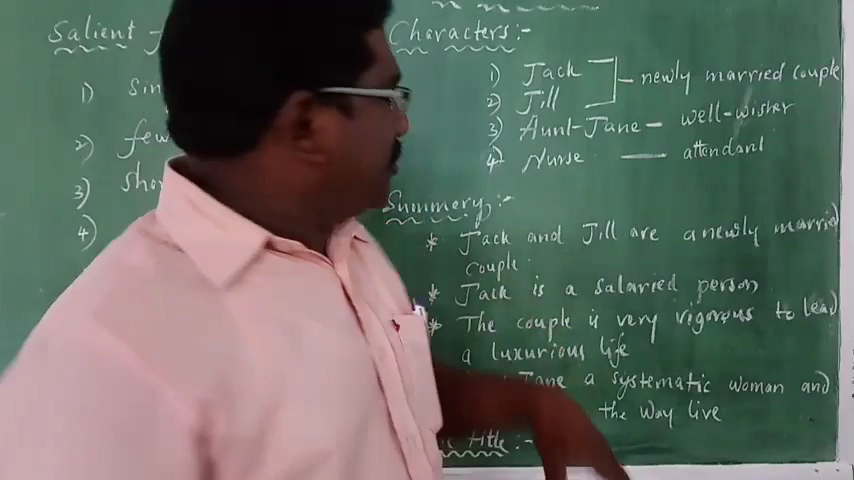 Salient
1)
2) few
3)
4)
Characters:-
1) Jack
2) Jill
newly married couple
3) Aunt-Jane - well-wisher
4) Nurse - attendant
Summery:-
* Jack and Jill are a newly married
couple
* Jack is a salaried person
* The couple is very vigorous to lead
a luxurious life
Jane a systematic woman and
the way live
title:-